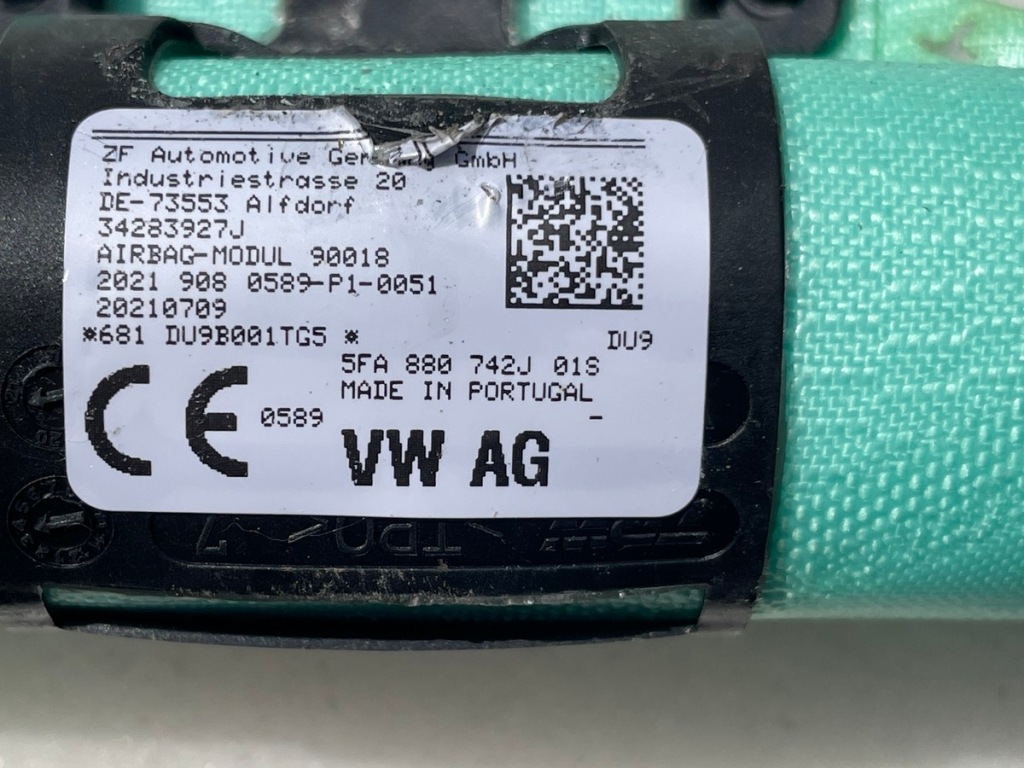 ZF Automotive GmbH
Industriestrasse 20
DE-73553 Alfdorf
34283927J
AIRBAG-MODUL 90018
2021 908 0589-P1-0051
20210709
*681 DU9B001TG5 * DU9
5FA 880 742J 01S
MADE IN PORTUGAL
CE 0589 -
VW AG